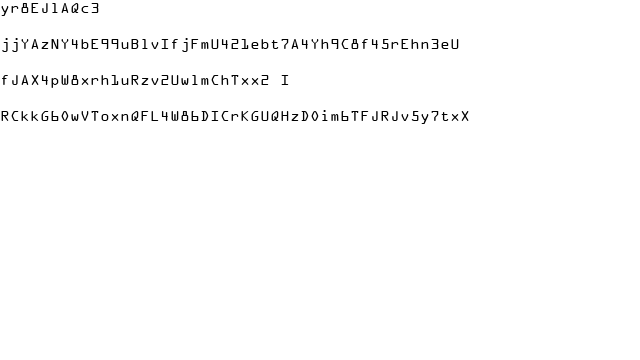 yr8EJlAQc3
jjYAzNY4bE99uBlvIfjFmU421ebt7A4Yh9C8f45rEhn3eU
fJAX4pW8xrh1uRzv2UwlmChTxx2 I
RCkkG60wVToxnQFL4W86DICrKGUQHzD0im6TFJRJv5y7txX